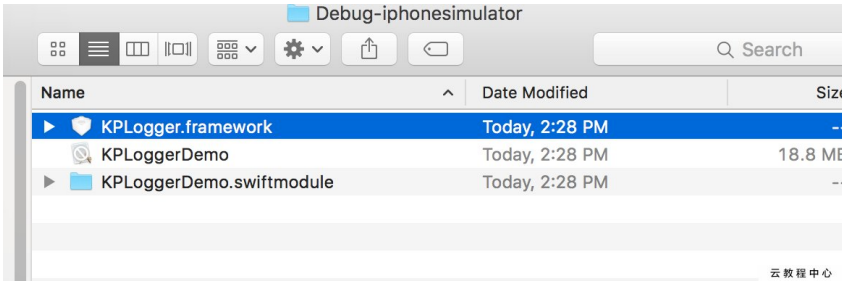 Debug-iphonesimulator
Search
Name Date Modified Size
KPLogger.framework Today, 2:28 PM --
KPLoggerDemo Today, 2:28 PM 18.8 MB
KPLoggerDemo.swiftmodule Today, 2:28 PM --
云教程中心